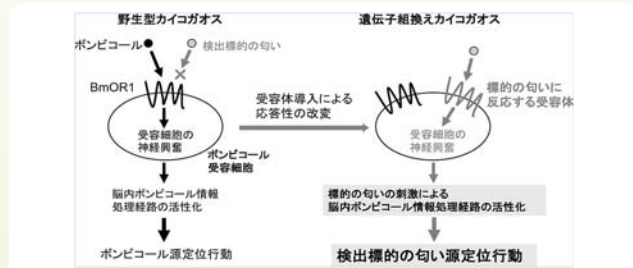 野生型カイコガオス
遺伝子組換えカイコガオス
ボンビコール
検出標的の匂い
BmOR1
標的の匂いに
反応する受容体
受容体導入による
応答性の改変
受容細胞の
神経興奮
受容細胞の
神経興奮
ボンビコール
受容細胞
脳内ボンビコール情報
処理経路の活性化
標的の匂いの刺激による
脳内ボンビコール情報処理経路の活性化
ボンビコール源定位行動
検出標的の匂い源定位行動